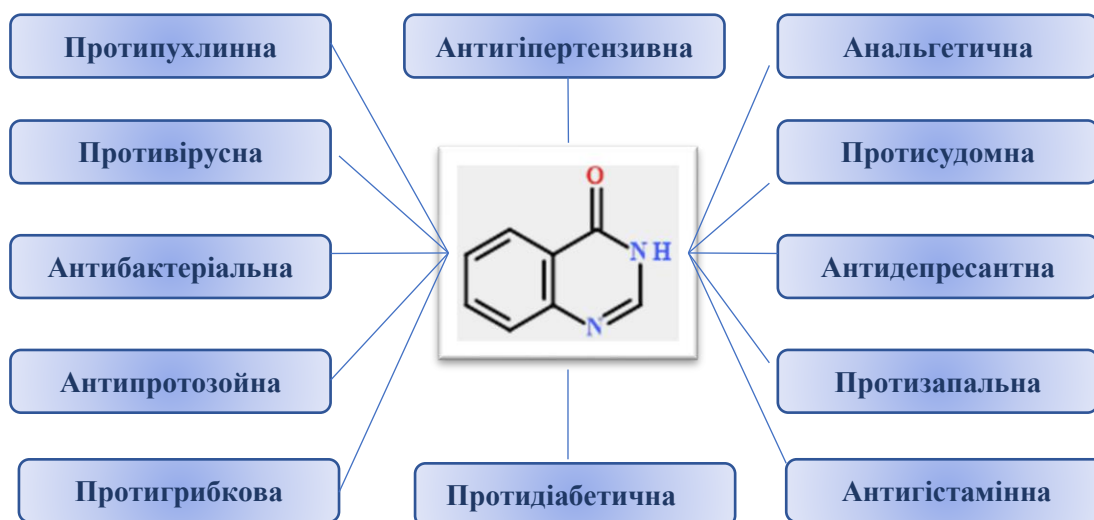 Протипухлинна
Антигіпертензивна
Анальгетична
Противірусна
Протисудомна
O
NH
N
Антибактеріальна
Антидепресантна
Антипротозойна
Протизапальна
Протигрибкова
Протидіабетична
Антигістамінна